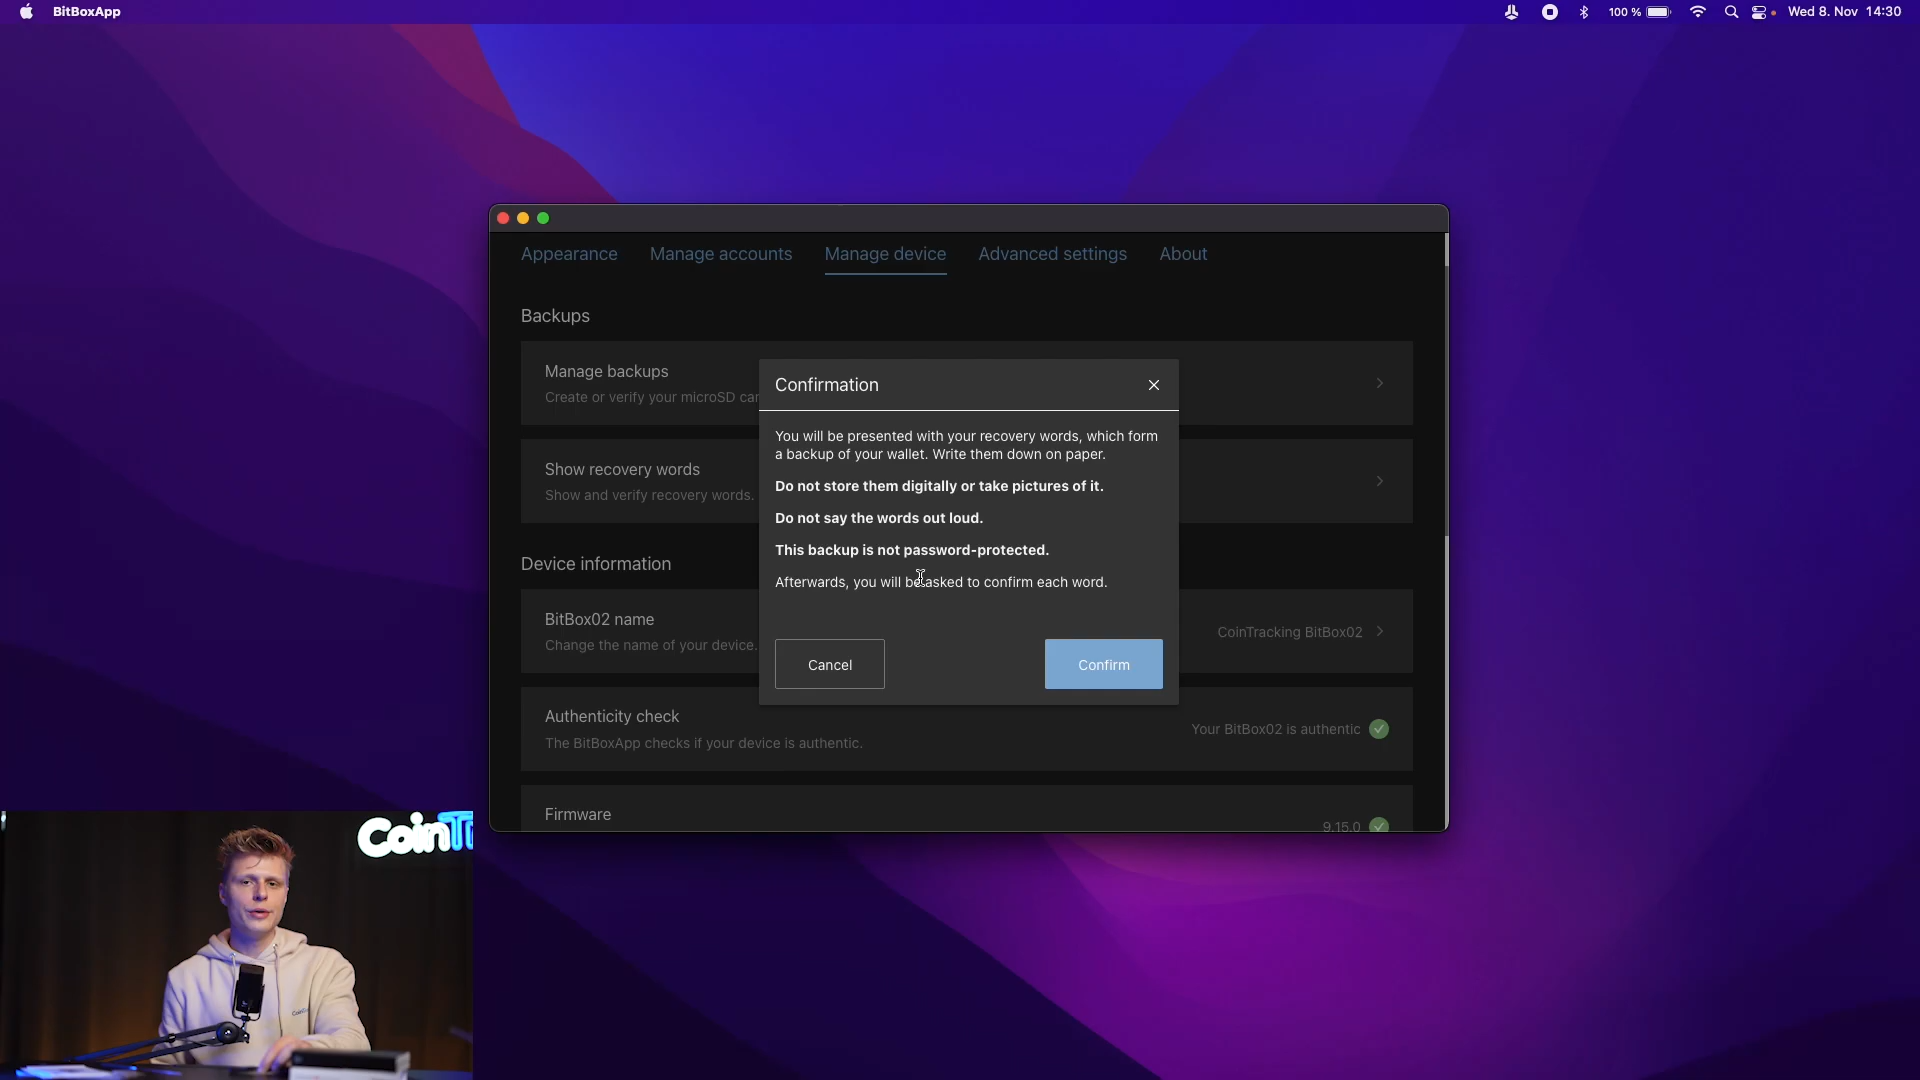 BitBoxApp
100 %
Wed 8. Nov 14:30
Appearance
Manage accounts
Manage device
Advanced settings
About
Backups
Manage backups
Create or verify your microSD
Show recovery words
Show and verify recovery words.
Confirmation
You will be presented with your recovery words, which form
a backup of your wallet. Write them down on paper.
Do not store them digitally or take pictures of it.
Do not say the words out loud.
This backup is not password-protected.
Afterwards, you will be asked to confirm each word.
Cancel
Confirm
Device information
BitBox02 name
Change the name of your device.
CoinTracking BitBox02
Authenticity check
The BitBoxApp checks if your device is authentic.
Your BitBox02 is authentic
Firmware
9.15.0